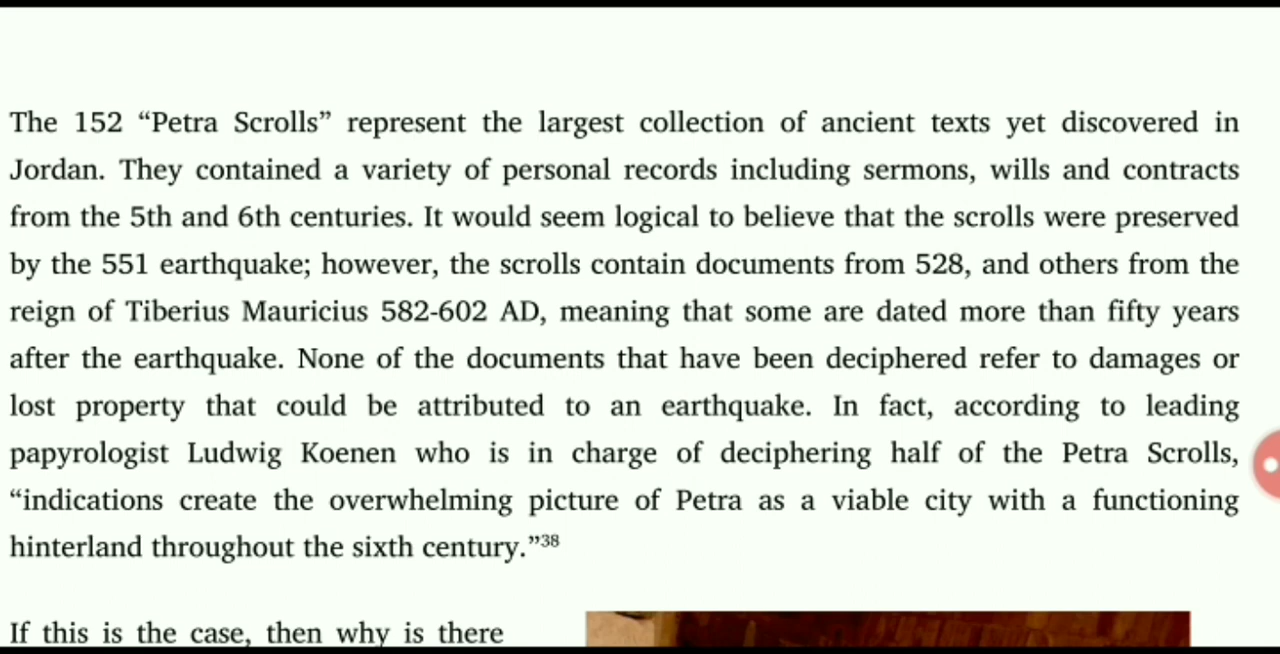 The 152 “Petra Scrolls” represent the largest collection of ancient texts yet discovered in
Jordan. They contained a variety of personal records including sermons, wills and contracts
from the 5th and 6th centuries. It would seem logical to believe that the scrolls were preserved
by the 551 earthquake; however, the scrolls contain documents from 528, and others from the
reign of Tiberius Mauricius 582-602 AD, meaning that some are dated more than fifty years
after the earthquake. None of the documents that have been deciphered refer to damages or
lost property that could be attributed to an earthquake. In fact, according to leading
papyrologist Ludwig Koenen who is in charge of deciphering half of the Petra Scrolls,
“indications create the overwhelming picture of Petra as a viable city with a functioning
hinterland throughout the sixth century.”³⁸
If this is the case, then why is there